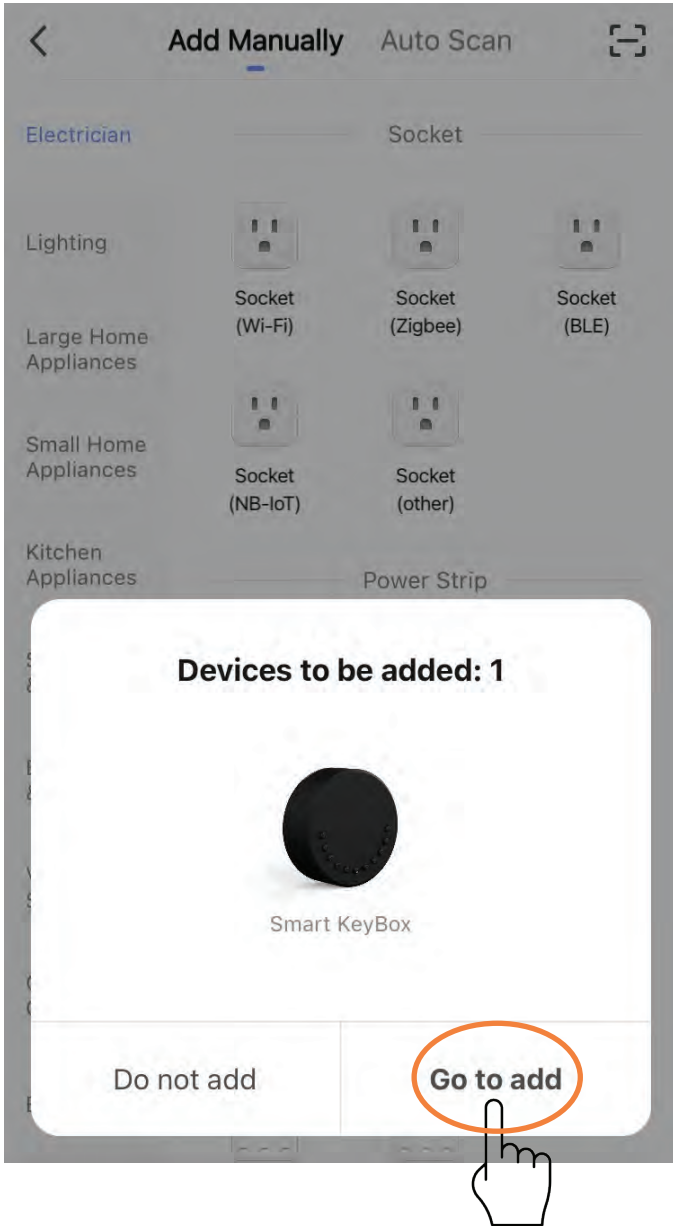 Add Manually Auto Scan
Electrician
Socket
Lighting
Large Home
Appliances
Small Home
Appliances
Kitchen
Appliances
Socket
(Wi-Fi)
Socket
(Zigbee)
Socket
(BLE)
Socket
(NB-IoT)
Socket
(other)
Power Strip
Devices to be added: 1
Smart KeyBox
Do not add
Go to add